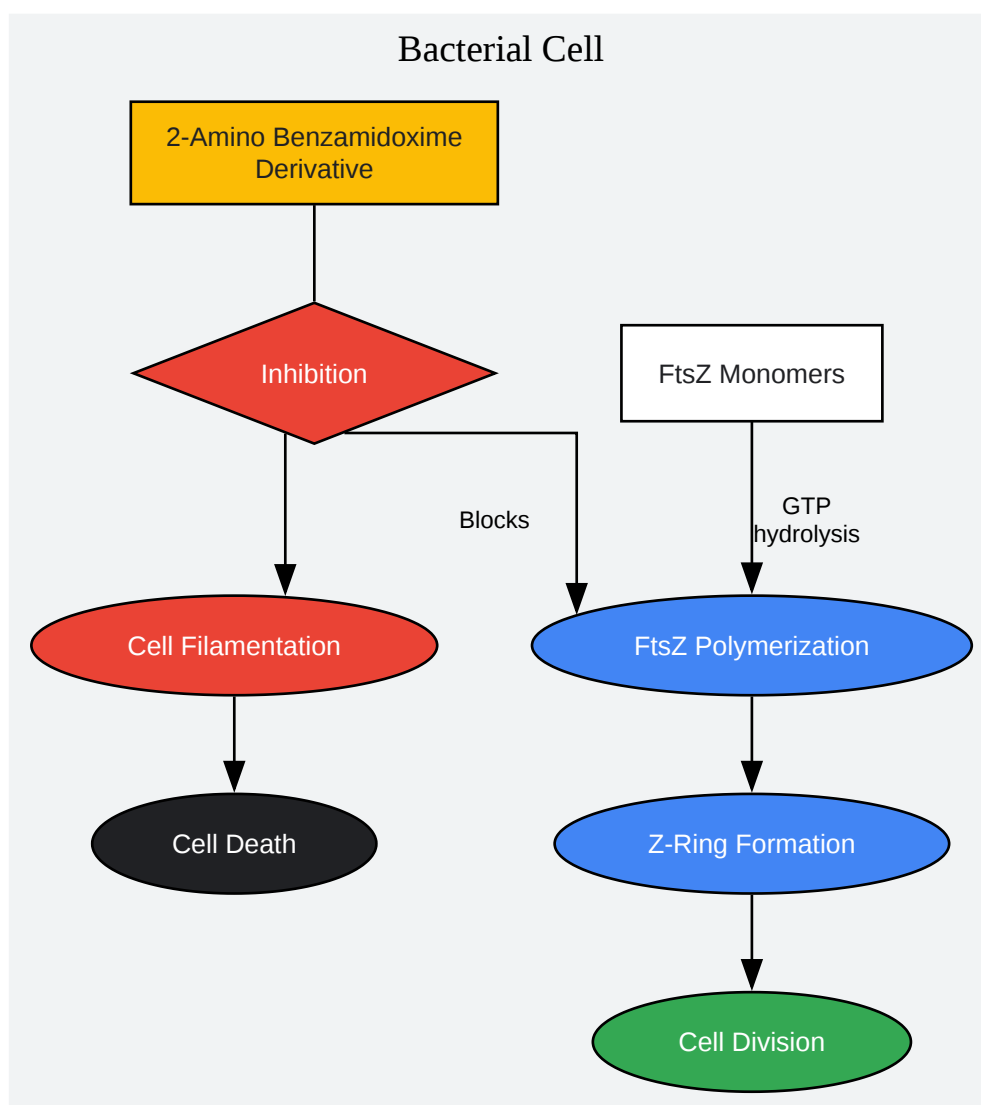 Bacterial Cell
2-Amino Benzamidoxime
Derivative
Inhibition
FtsZ Monomers
Blocks
GTP
hydrolysis
Cell Filamentation
FtsZ Polymerization
Cell Death
Z-Ring Formation
Cell Division